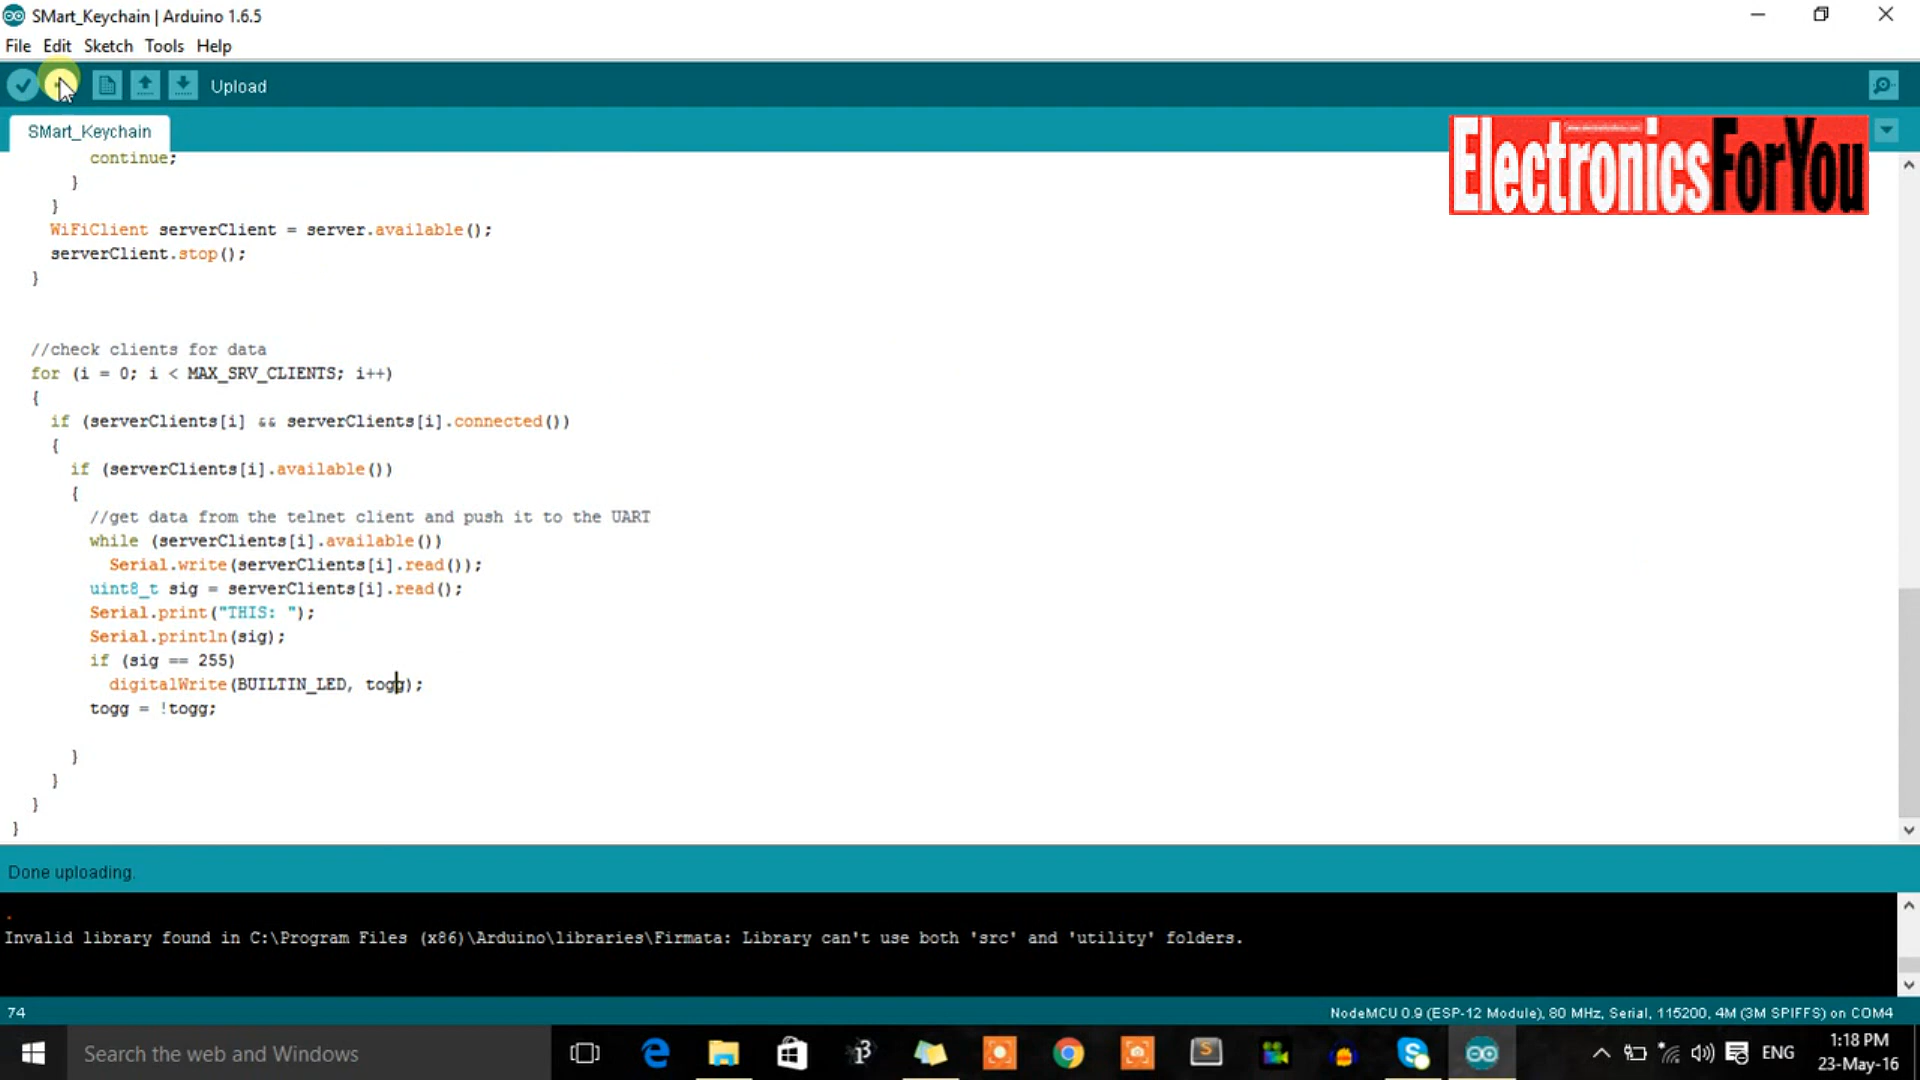 SMart_Keychain | Arduino 1.6.5
File Edit Sketch Tools Help
Upload
SMart_Keychain
ElectronicsForYou
continue;
}
}
WiFiClient serverClient = server.available();
serverClient.stop();
}
//check clients for data
for (i = 0; i < MAX_SRV_CLIENTS; i++)
{
if (serverClients[i] && serverClients[i].connected())
{
if (serverClients[i].available())
{
//get data from the telnet client and push it to the UART
while (serverClients[i].available())
Serial.write(serverClients[i].read());
uint8_t sig = serverClients[i].read();
Serial.print("THIS: ");
Serial.println(sig);
if (sig == 255)
digitalWrite(BUILTIN_LED, togg);
togg = !togg;
}
}
}
}
Done uploading.
.
Invalid library found in C:\Program Files (x86)\Arduino\libraries\Firmata: Library can't use both 'src' and 'utility' folders.
74
NodeMCU 0.9 (ESP-12 Module), 80 MHz, Serial, 115200, 4M (3M SPIFFS) on COM4
Search the web and Windows
ENG
1:18 PM
23-May-16